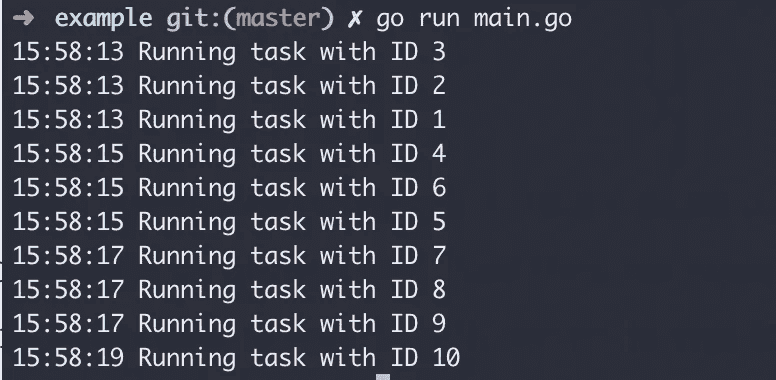 ➜ example git:(master) ✗ go run main.go
15:58:13 Running task with ID 3
15:58:13 Running task with ID 2
15:58:13 Running task with ID 1
15:58:15 Running task with ID 4
15:58:15 Running task with ID 6
15:58:15 Running task with ID 5
15:58:17 Running task with ID 7
15:58:17 Running task with ID 8
15:58:17 Running task with ID 9
15:58:19 Running task with ID 10